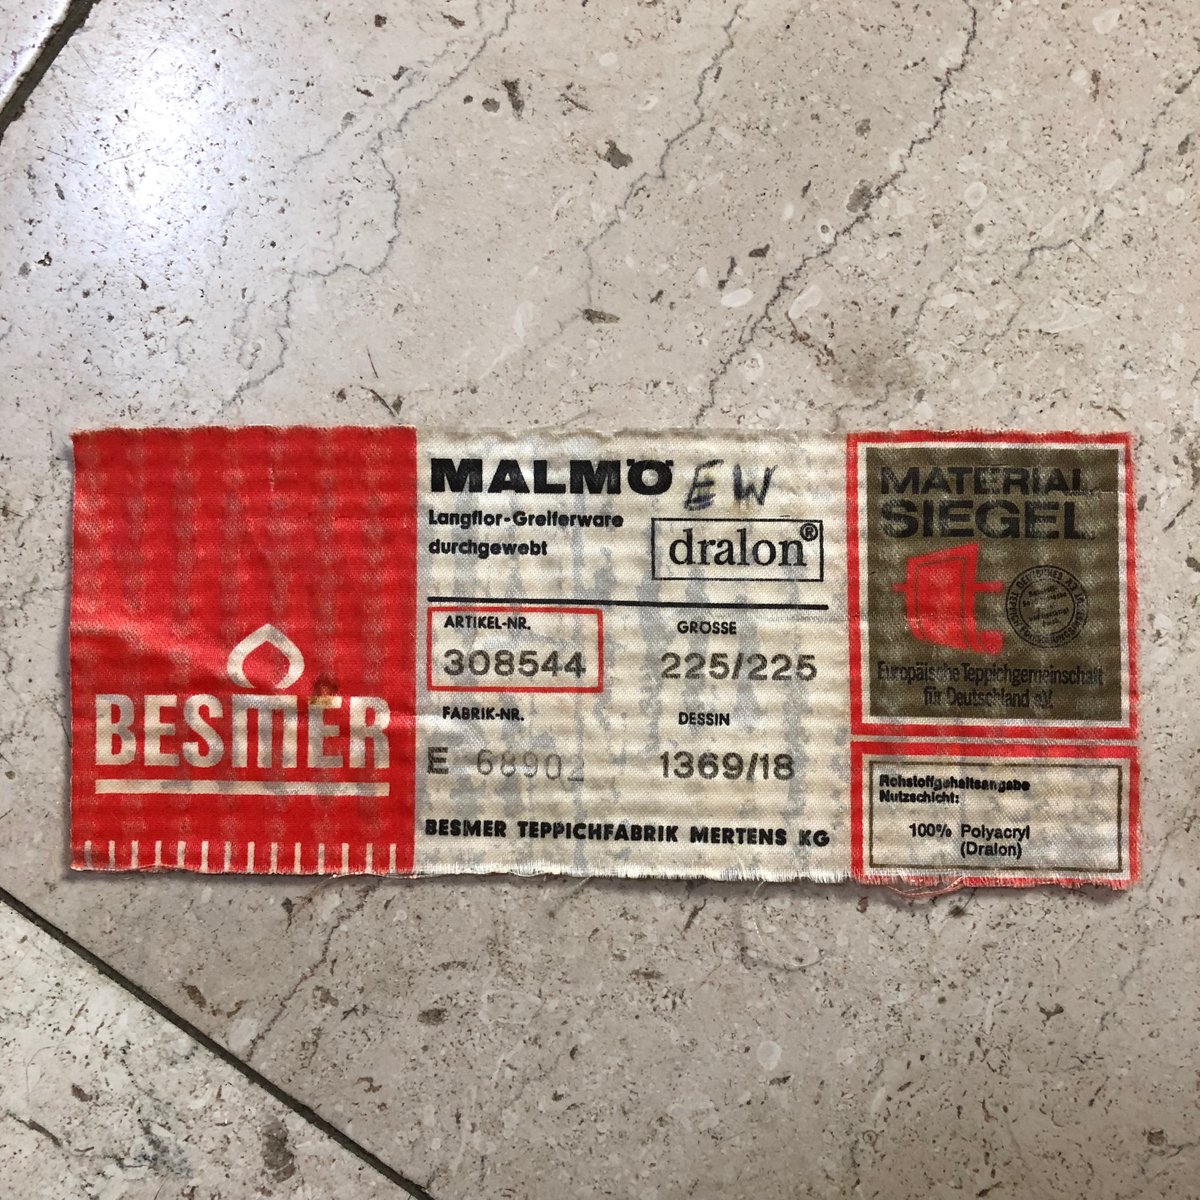 BESMER
MALMÖ EW
Langflor-Greiferware
durchgewebt
dralon®
ARTIKEL-NR.
308544
GRÖSSE
225/225
FABRIK-NR.
E 68902
DESSIN
1369/18
BESMER TEPPICHFABRIK MERTENS KG
MATERIAL
SIEGEL
Europäische Teppichgemeinschaft
für Deutschland e.V.
Rohstoffgehaltsangabe
Nutzschicht:
100% Polyacryl
(Dralon)